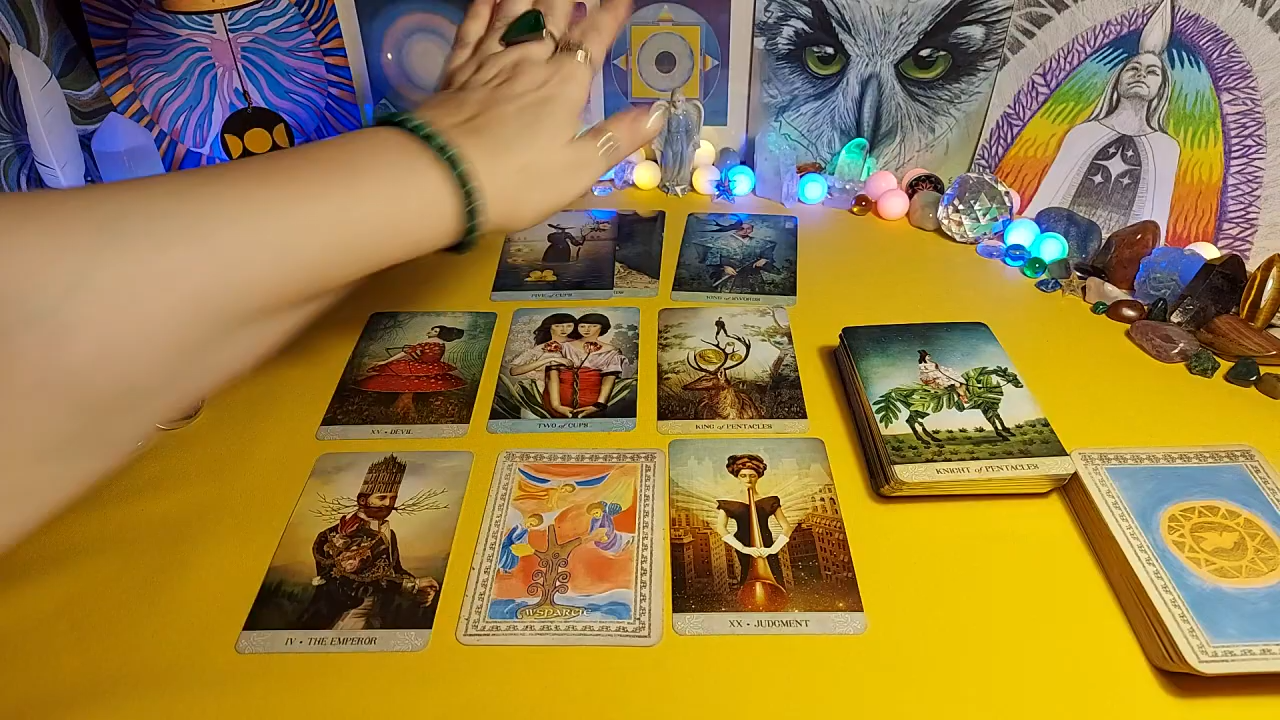 FIVE of CUPS
KING of SWORDS
XV • DEVIL
TWO of CUPS
KING of PENTACLES
KNIGHT of PENTACLES
IV • THE EMPEROR
WSPARCIE
XX • JUDGMENT